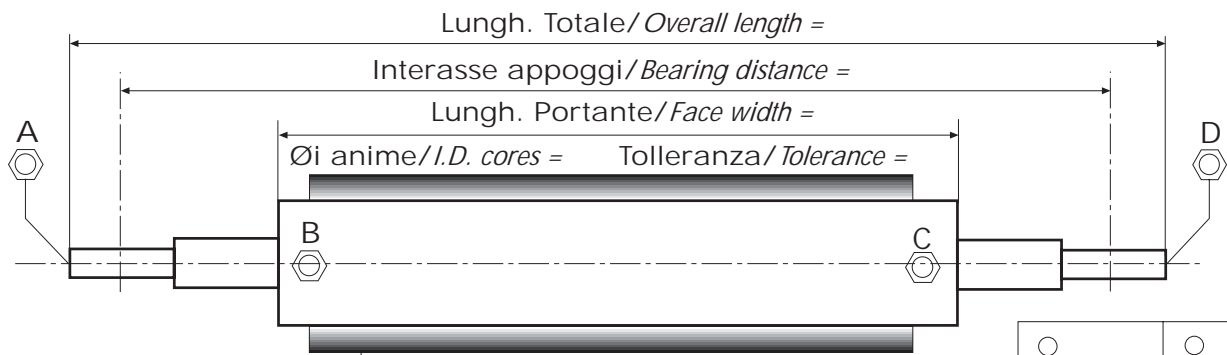 Lungh. Totale/Overall length =
Interasse appoggi/Bearing distance =
Lungh. Portante/Face width =
A
D
Øi anime/I.D. cores = Tolleranza/Tolerance =
B
C